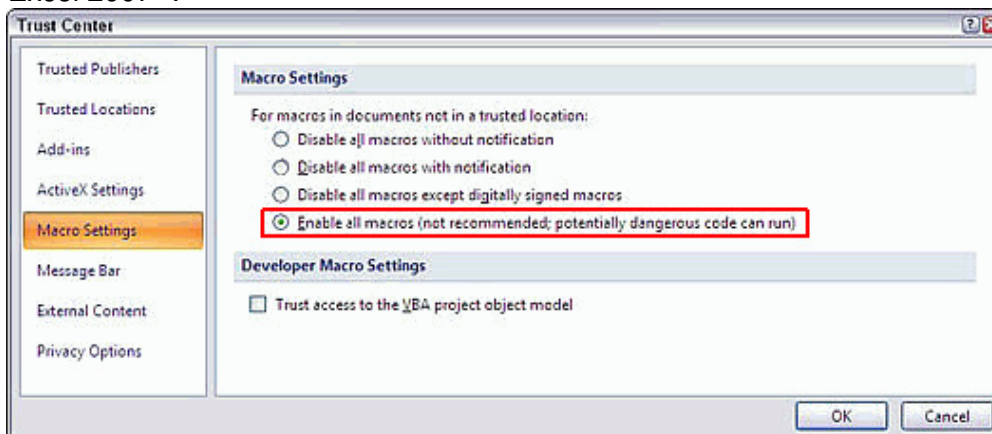 Trust Center
Trusted Publishers
Trusted Locations
Add-ins
ActiveX Settings
Macro Settings
Message Bar
External Content
Privacy Options
Macro Settings
For macros in documents not in a trusted location:
Disable all macros without notification
Disable all macros with notification
Disable all macros except digitally signed macros
Enable all macros (not recommended; potentially dangerous code can run)
Developer Macro Settings
Trust access to the VBA project object model
OK
Cancel